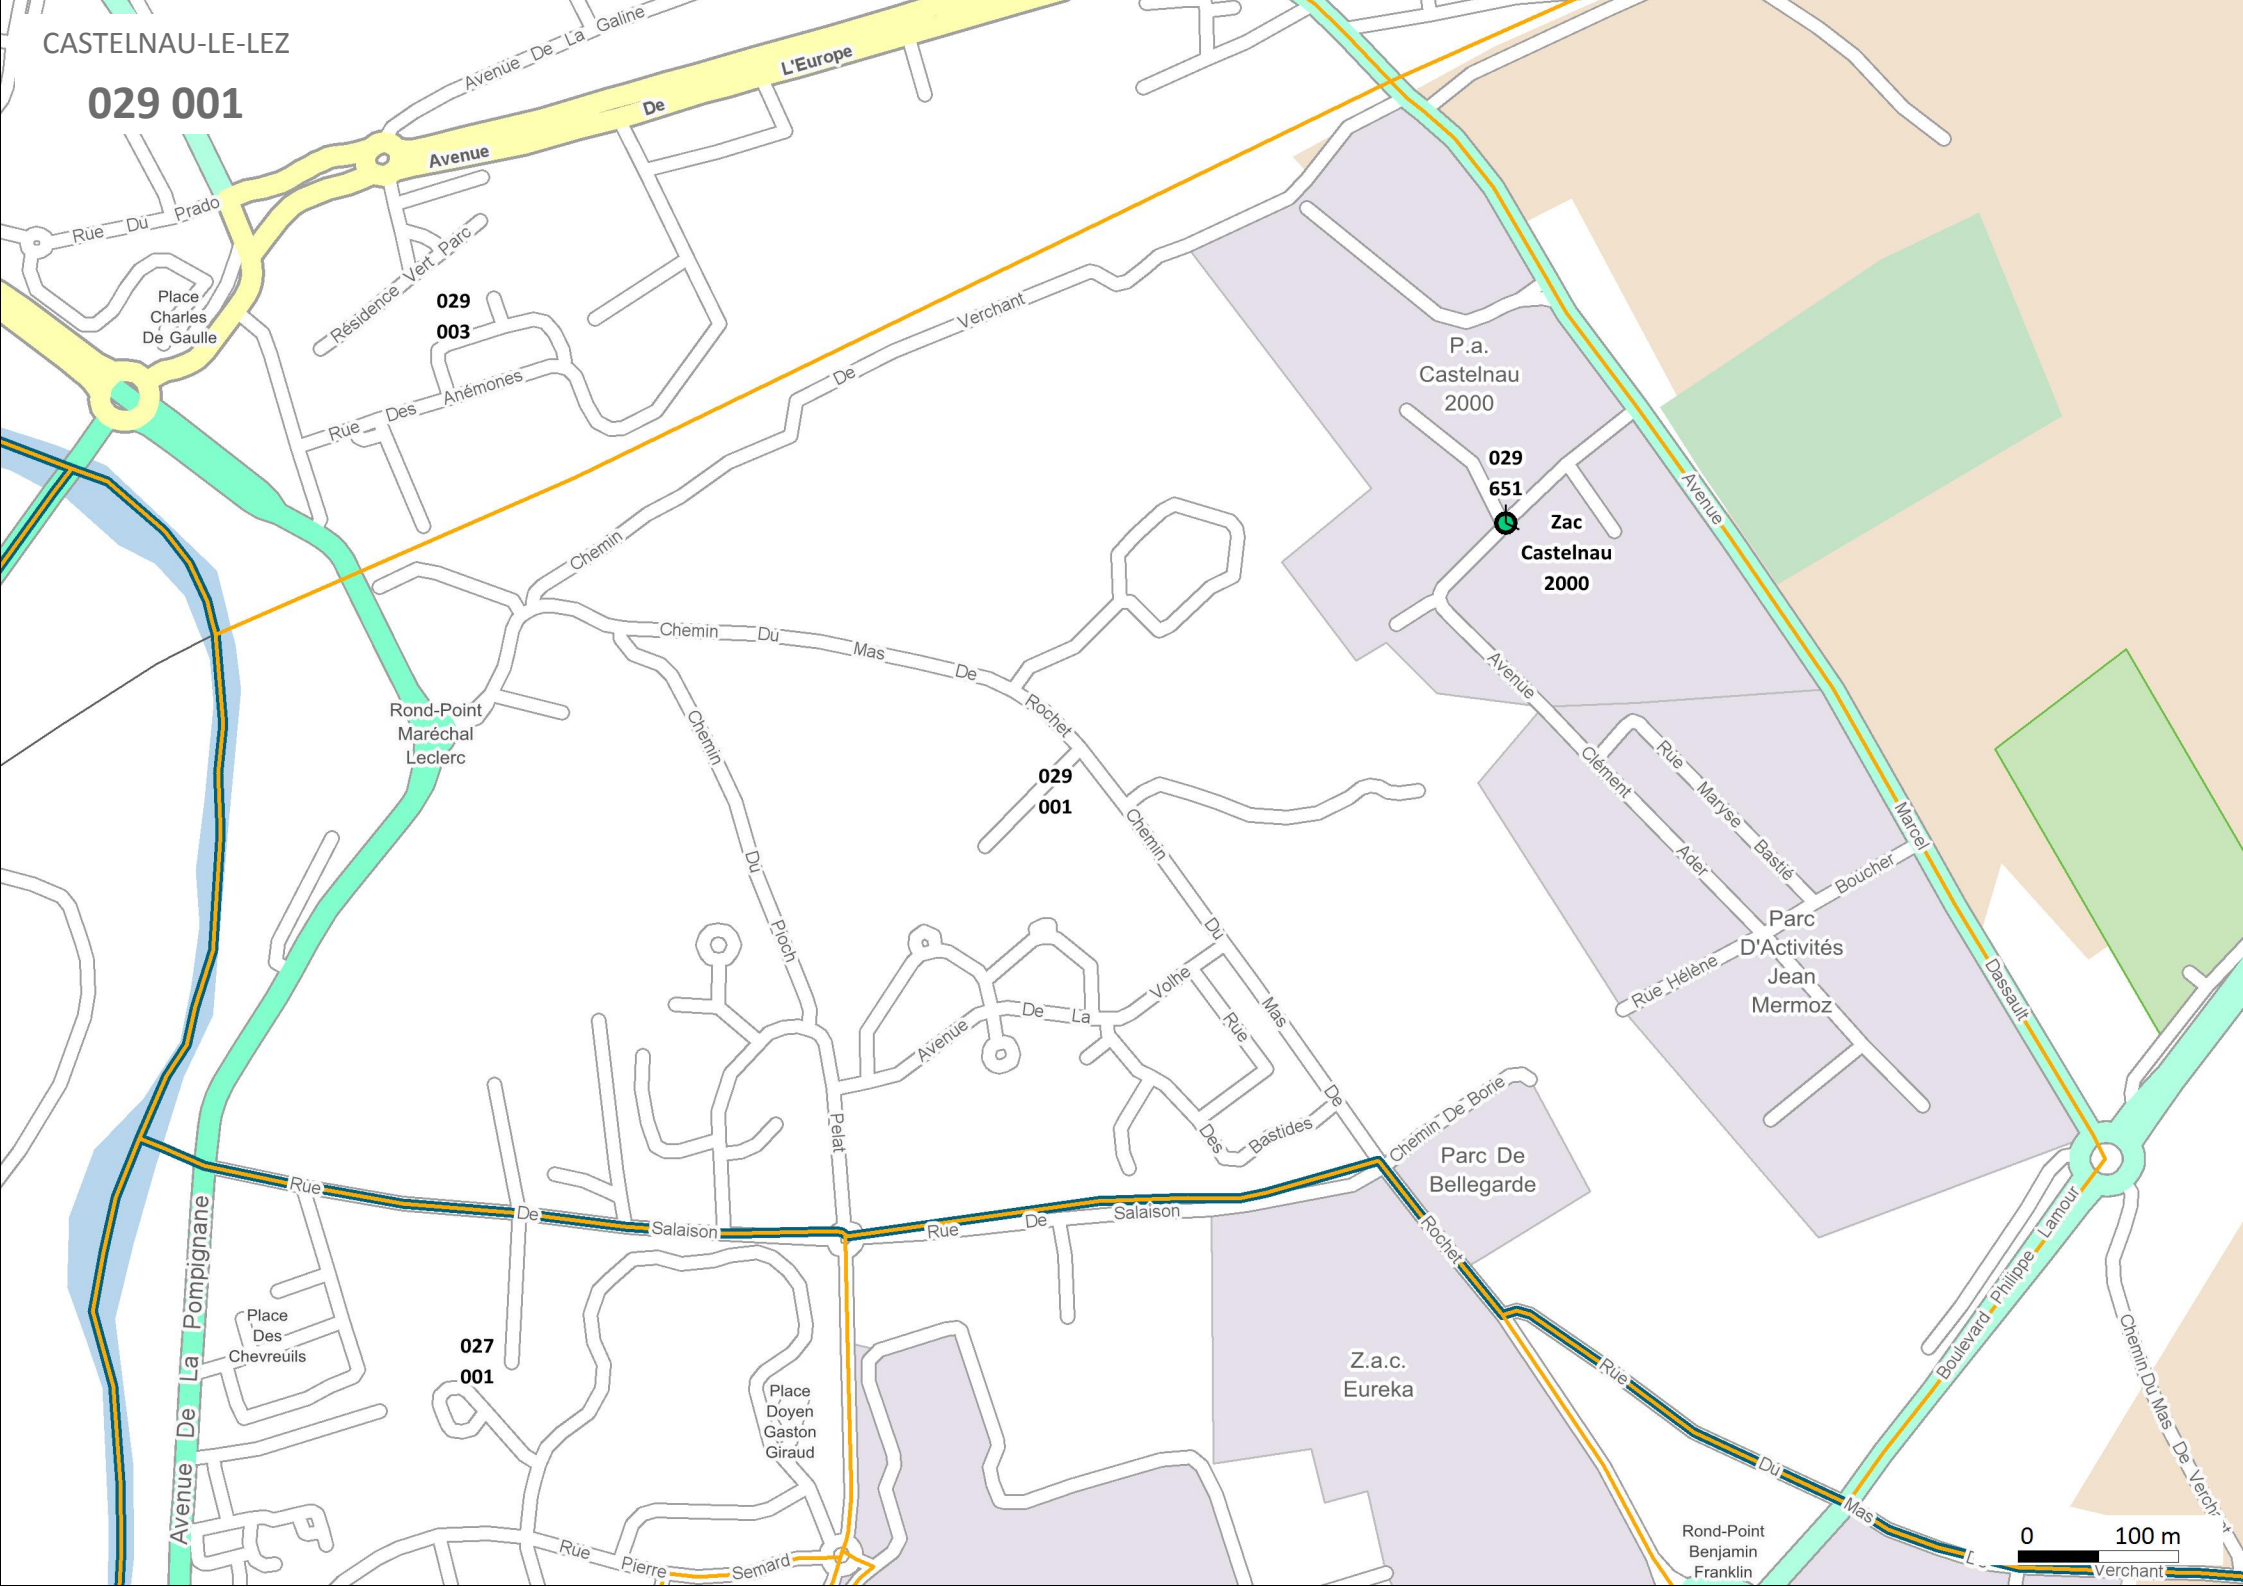 CASTELNAU-LE-LEZ
029 001
Avenue De La Galine
Avenue De L'Europe
Rue Du Prado
Place
Charles
De Gaulle
Résidence Vert Parc
029
003
Rue Des Anémones
Chemin De Verchant
P.a.
Castelnau
2000
029
651
Zac
Castelnau
2000
Avenue Marcel Dassault
Chemin Du Mas De Rochet
Rond-Point
Maréchal
Leclerc
Chemin Du Pioch Pelat
029
001
Chemin Du Mas De Rochet
Avenue Clément Ader
Rue Maryse Bastié
Rue Hélène Boucher
Parc
D'Activités
Jean
Mermoz
Avenue De La Volhe
Rue Des Bastides
Chemin De Borie
Parc De
Bellegarde
Rue De Salaison
Rue De Salaison
Avenue De La Pompignane
Place
Des
Chevreuils
027
001
Place
Doyen
Gaston
Giraud
Z.a.c.
Eureka
Boulevard Philippe Lamour
Chemin Du Mas De Verchant
Rue Du Mas De Verchant
Rue Pierre Semard
Rond-Point
Benjamin
Franklin
0 100 m